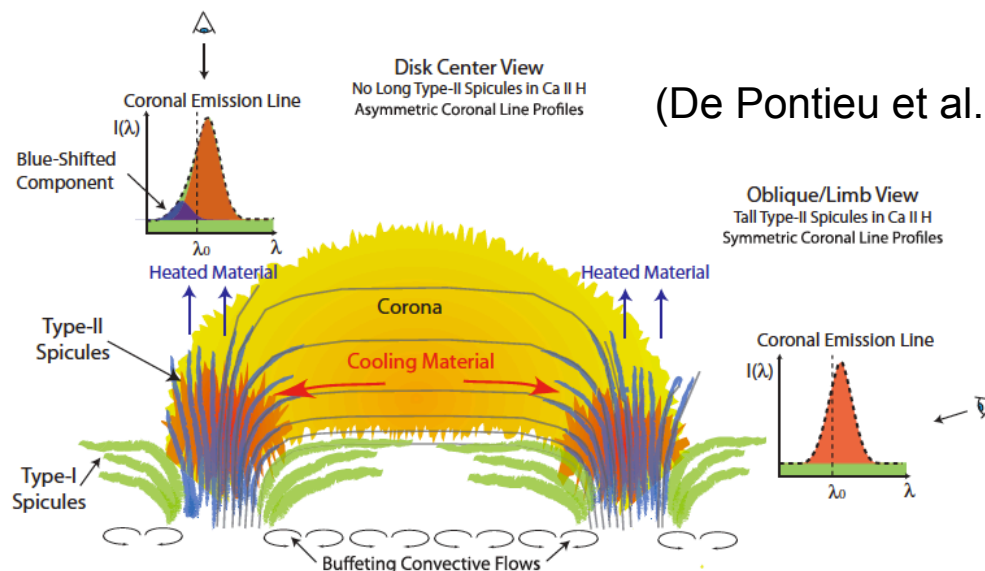 Disk Center View
No Long Type-II Spicules in Ca II H
Asymmetric Coronal Line Profiles
(De Pontieu et al.
Coronal Emission Line
I(λ)
Blue-Shifted
Component
λ0
λ
Oblique/Limb View
Tall Type-II Spicules in Ca II H
Symmetric Coronal Line Profiles
Heated Material
Heated Material
Corona
Type-II
Spicules
Cooling Material
Coronal Emission Line
I(λ)
λ0
λ
Type-I
Spicules
Buffeting Convective Flows